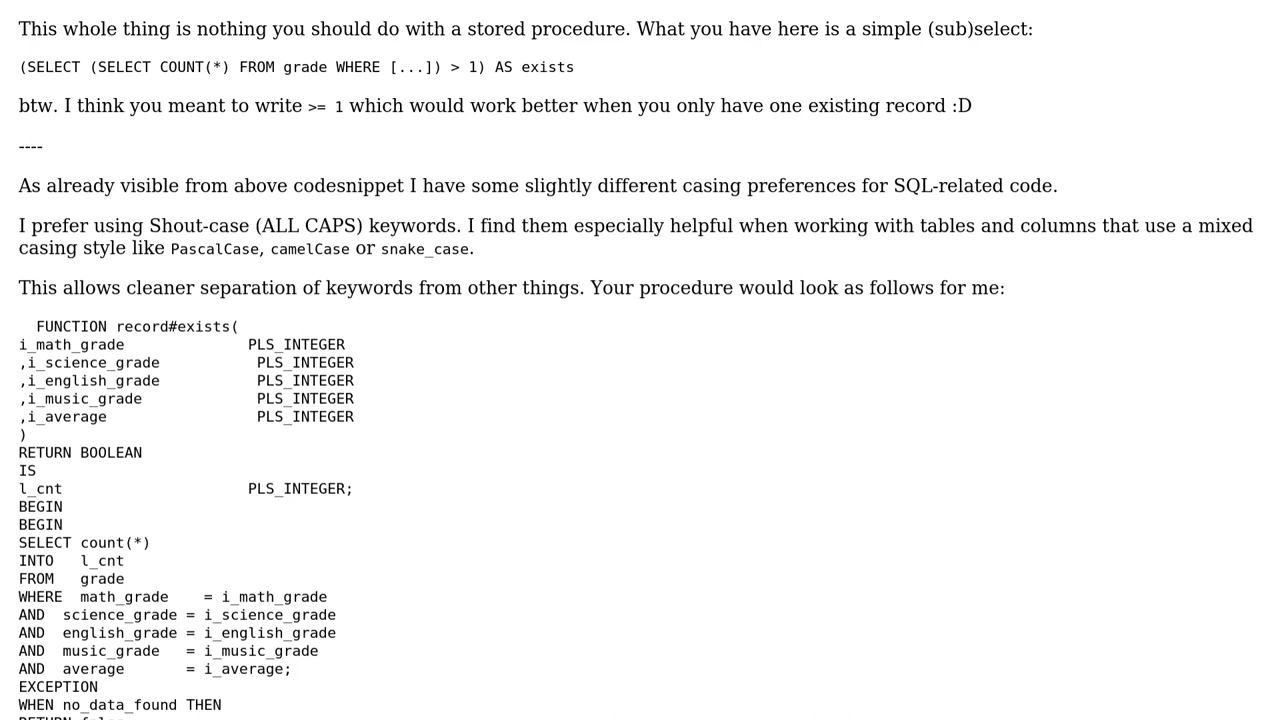 This whole thing is nothing you should do with a stored procedure. What you have here is a simple (sub)select:
(SELECT (SELECT COUNT(*) FROM grade WHERE [...]) > 1) AS exists
btw. I think you meant to write >= 1 which would work better when you only have one existing record :D
----
As already visible from above codesnippet I have some slightly different casing preferences for SQL-related code.
I prefer using Shout-case (ALL CAPS) keywords. I find them especially helpful when working with tables and columns that use a mixed
casing style like PascalCase, camelCase or snake_case.
This allows cleaner separation of keywords from other things. Your procedure would look as follows for me:
  FUNCTION record#exists(
i_math_grade              PLS_INTEGER
,i_science_grade           PLS_INTEGER
,i_english_grade           PLS_INTEGER
,i_music_grade             PLS_INTEGER
,i_average                 PLS_INTEGER
)
RETURN BOOLEAN
IS
l_cnt                     PLS_INTEGER;
BEGIN
BEGIN
SELECT count(*)
INTO   l_cnt
FROM   grade
WHERE  math_grade    = i_math_grade
AND  science_grade = i_science_grade
AND  english_grade = i_english_grade
AND  music_grade   = i_music_grade
AND  average       = i_average;
EXCEPTION
WHEN no_data_found THEN